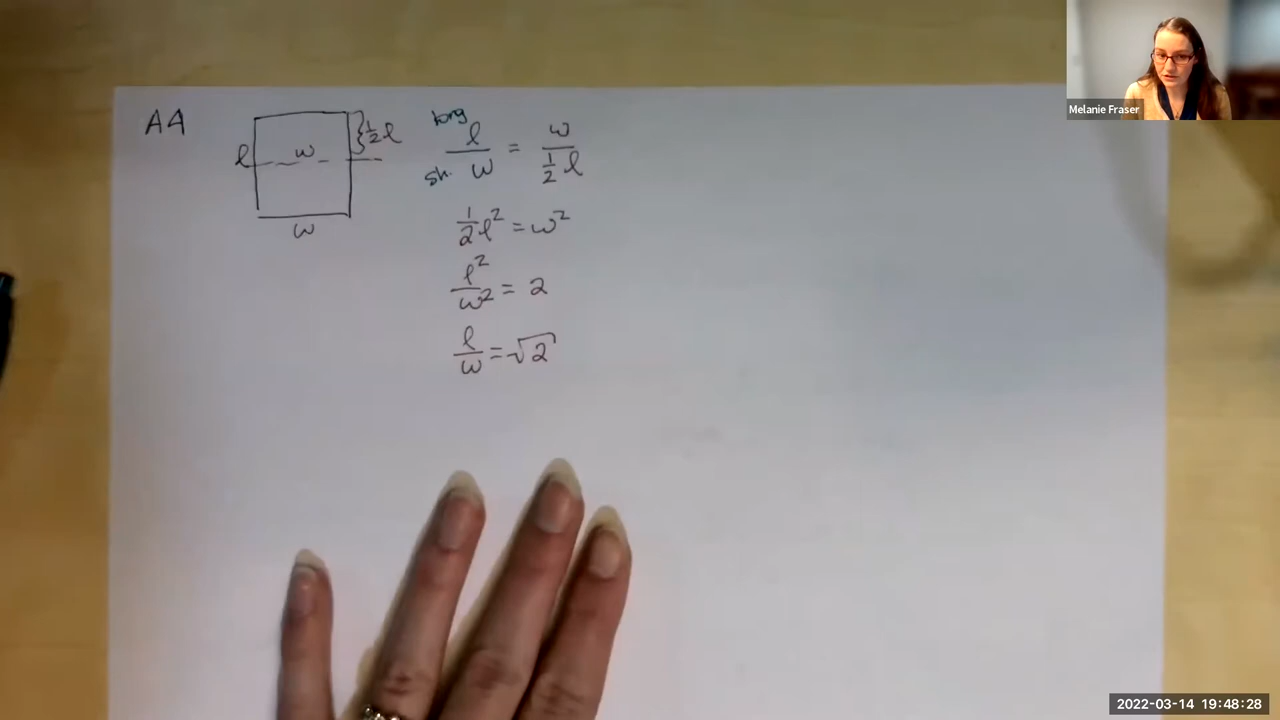 A4
l
w
½l
w
long
sh.
l/w = w/½l
½l² = w²
l²/w² = 2
l/w = √2
Melanie Fraser
2022-03-14 19:48:28